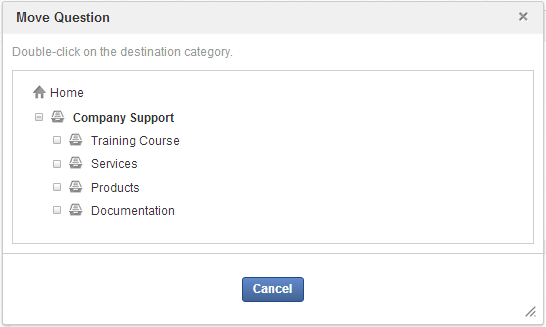 Move Question
Double-click on the destination category.
Home
Company Support
Training Course
Services
Products
Documentation
Cancel